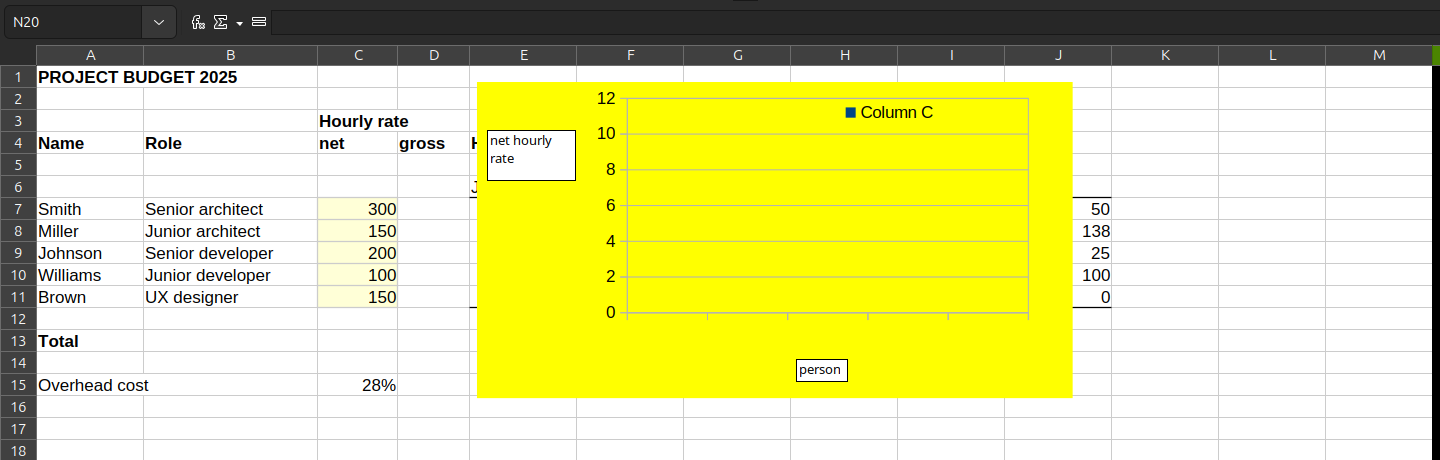 N20
fx Σ =
A B C D E F G H I J K L M
1 PROJECT BUDGET 2025
2
3 Hourly rate
4 Name Role net gross
5
6
7 Smith Senior architect 300 50
8 Miller Junior architect 150 138
9 Johnson Senior developer 200 25
10 Williams Junior developer 100 100
11 Brown UX designer 150 0
12
13 Total
14
15 Overhead cost 28%
16
17
18
net hourly
rate
12
10
8
6
4
2
0
Column C
person